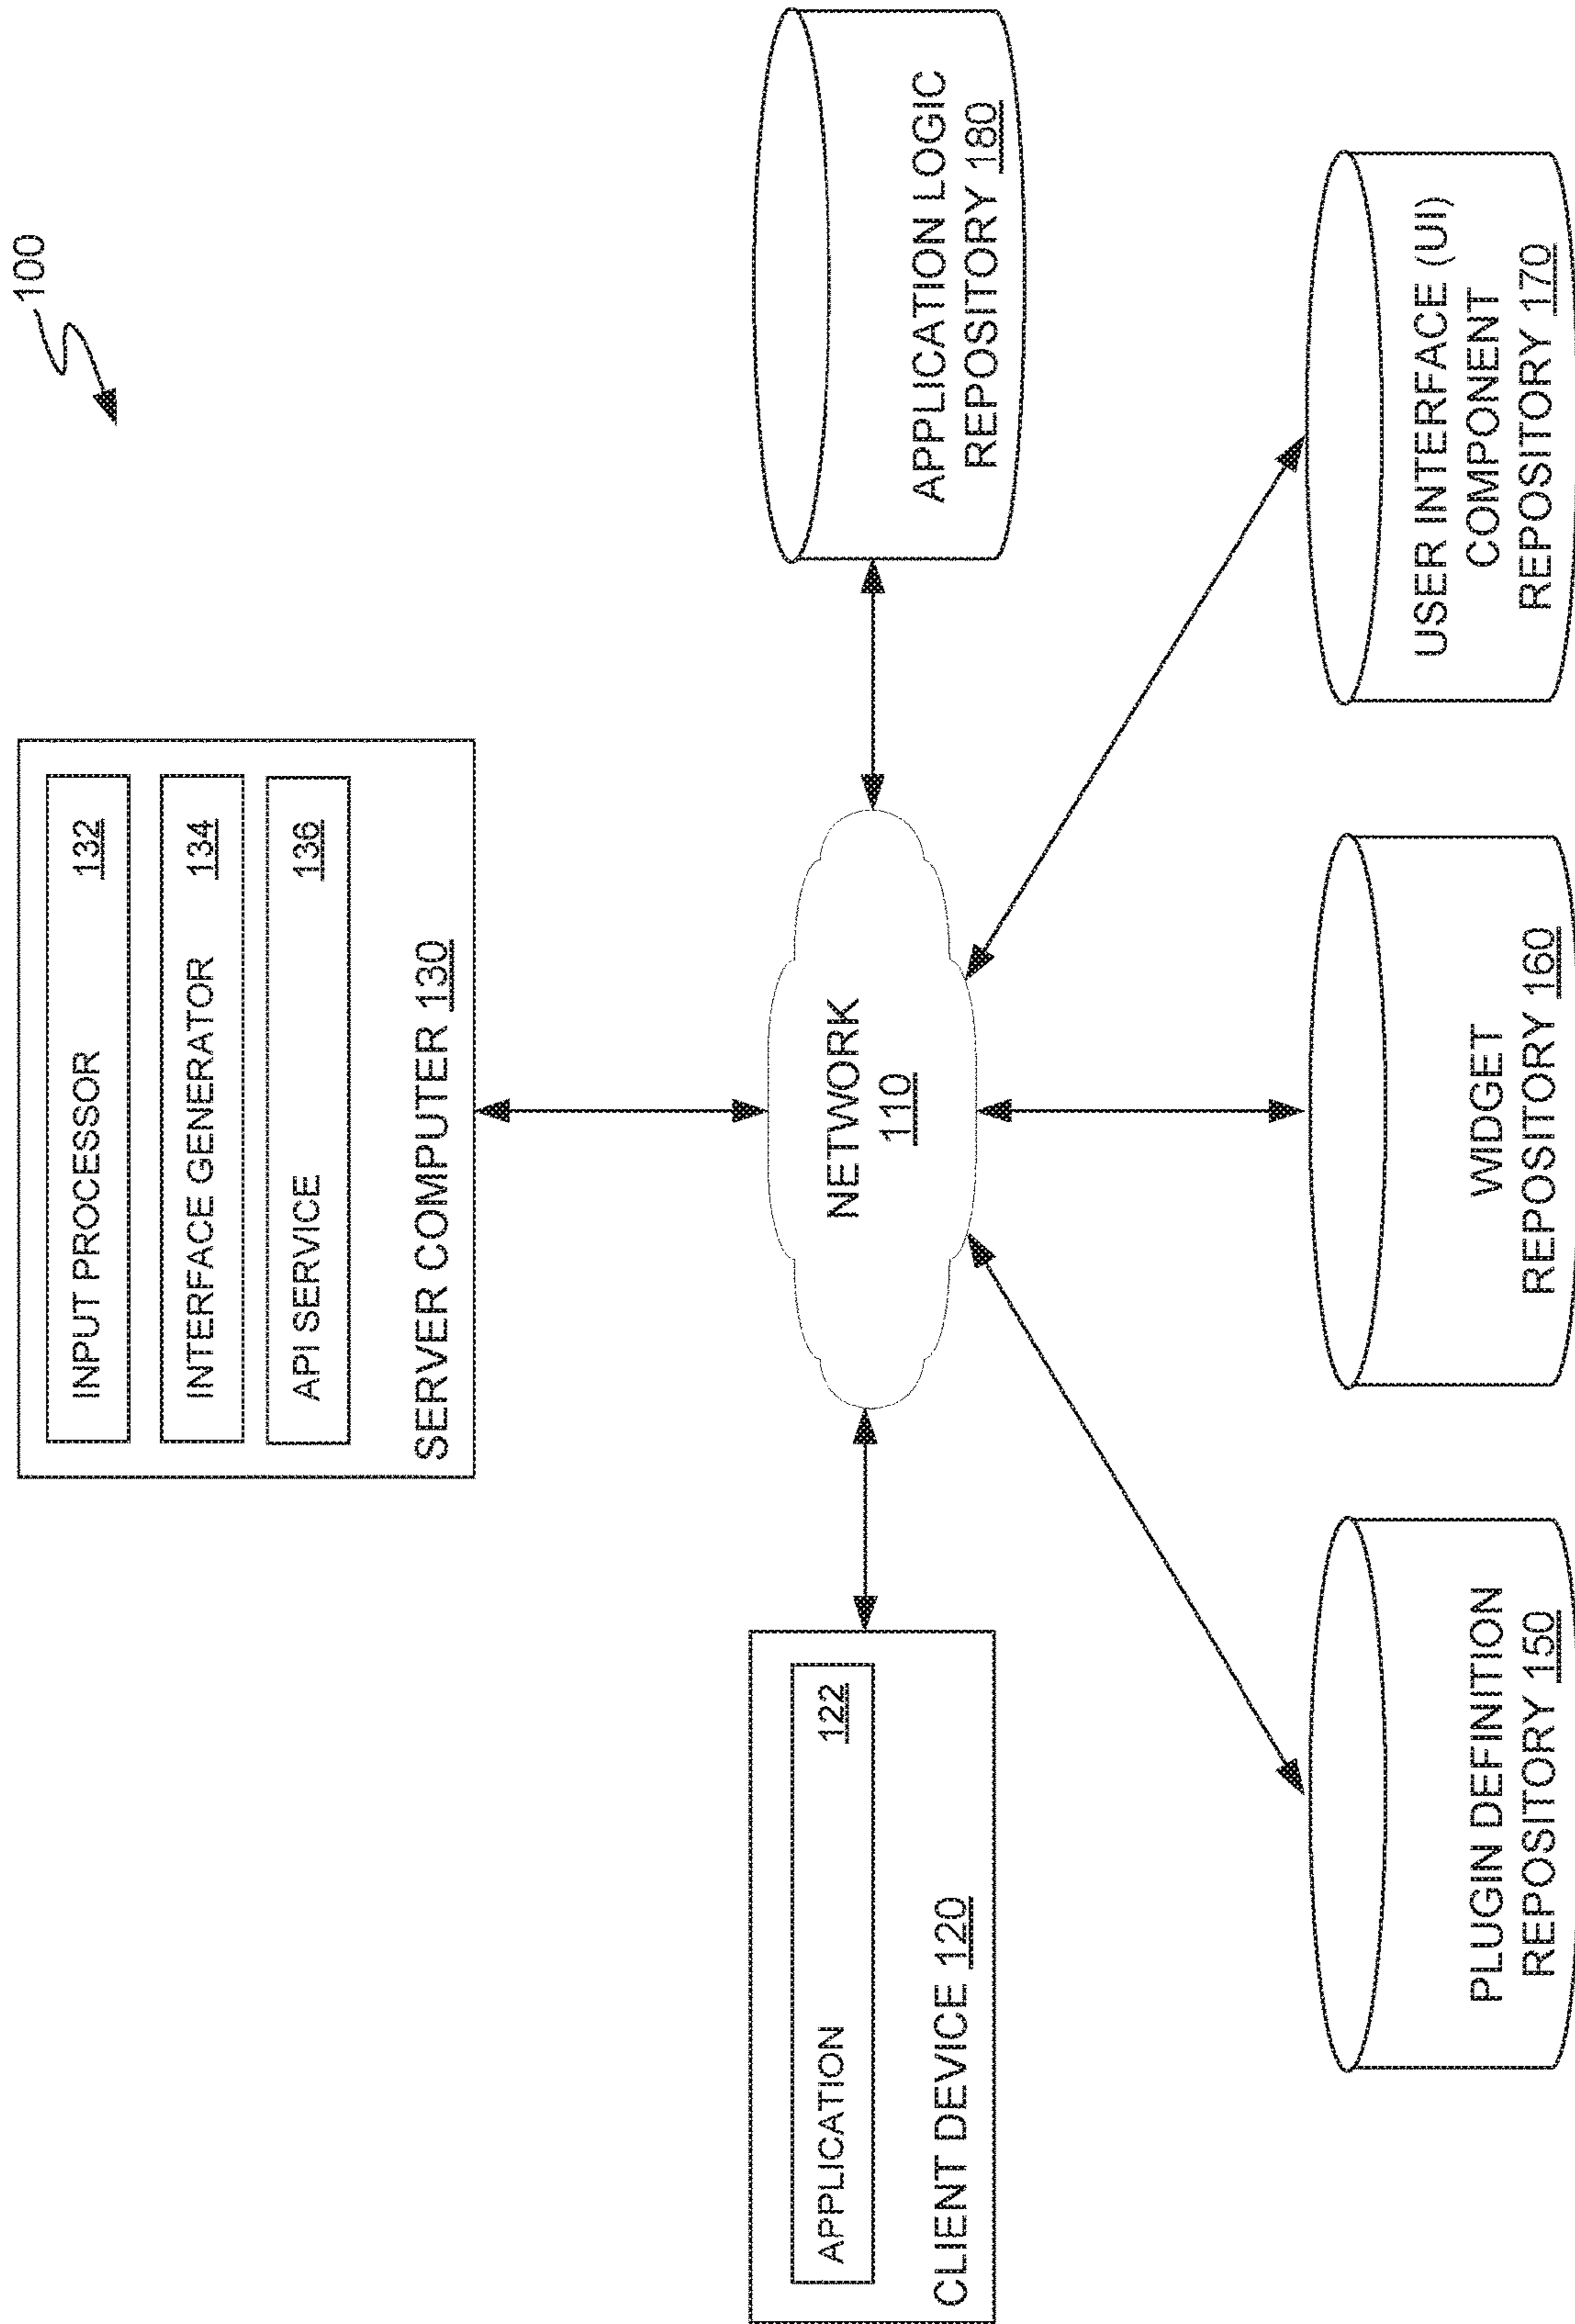 100
INPUT PROCESSOR 132
INTERFACE GENERATOR 134
API SERVICE 136
SERVER COMPUTER 130
APPLICATION 122
CLIENT DEVICE 120
NETWORK
110
APPLICATION LOGIC
REPOSITORY 180
PLUGIN DEFINITION
REPOSITORY 150
WIDGET
REPOSITORY 160
USER INTERFACE (UI)
COMPONENT
REPOSITORY 170